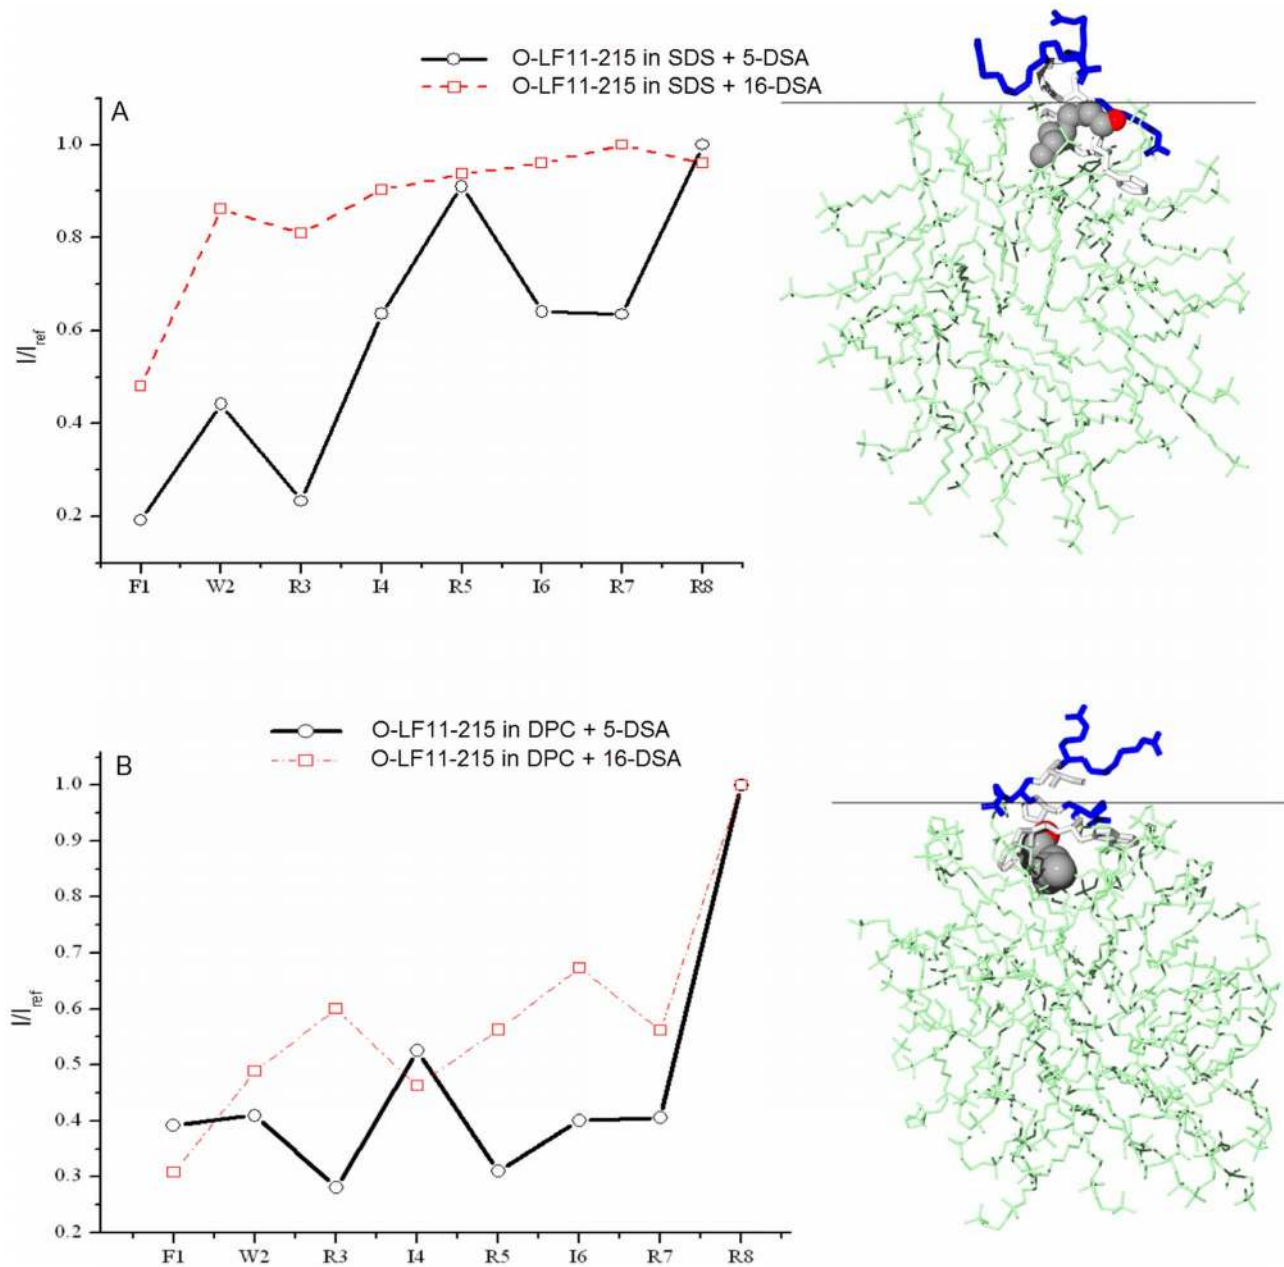 O-LF11-215 in SDS + 5-DSA
O-LF11-215 in SDS + 16-DSA
A
1.0
0.8
0.6
0.4
0.2
I/Iref
F1 W2 R3 I4 R5 I6 R7 R8
O-LF11-215 in DPC + 5-DSA
O-LF11-215 in DPC + 16-DSA
B
1.0
0.9
0.8
0.7
0.6
0.5
0.4
0.3
0.2
I/Iref
F1 W2 R3 I4 R5 I6 R7 R8